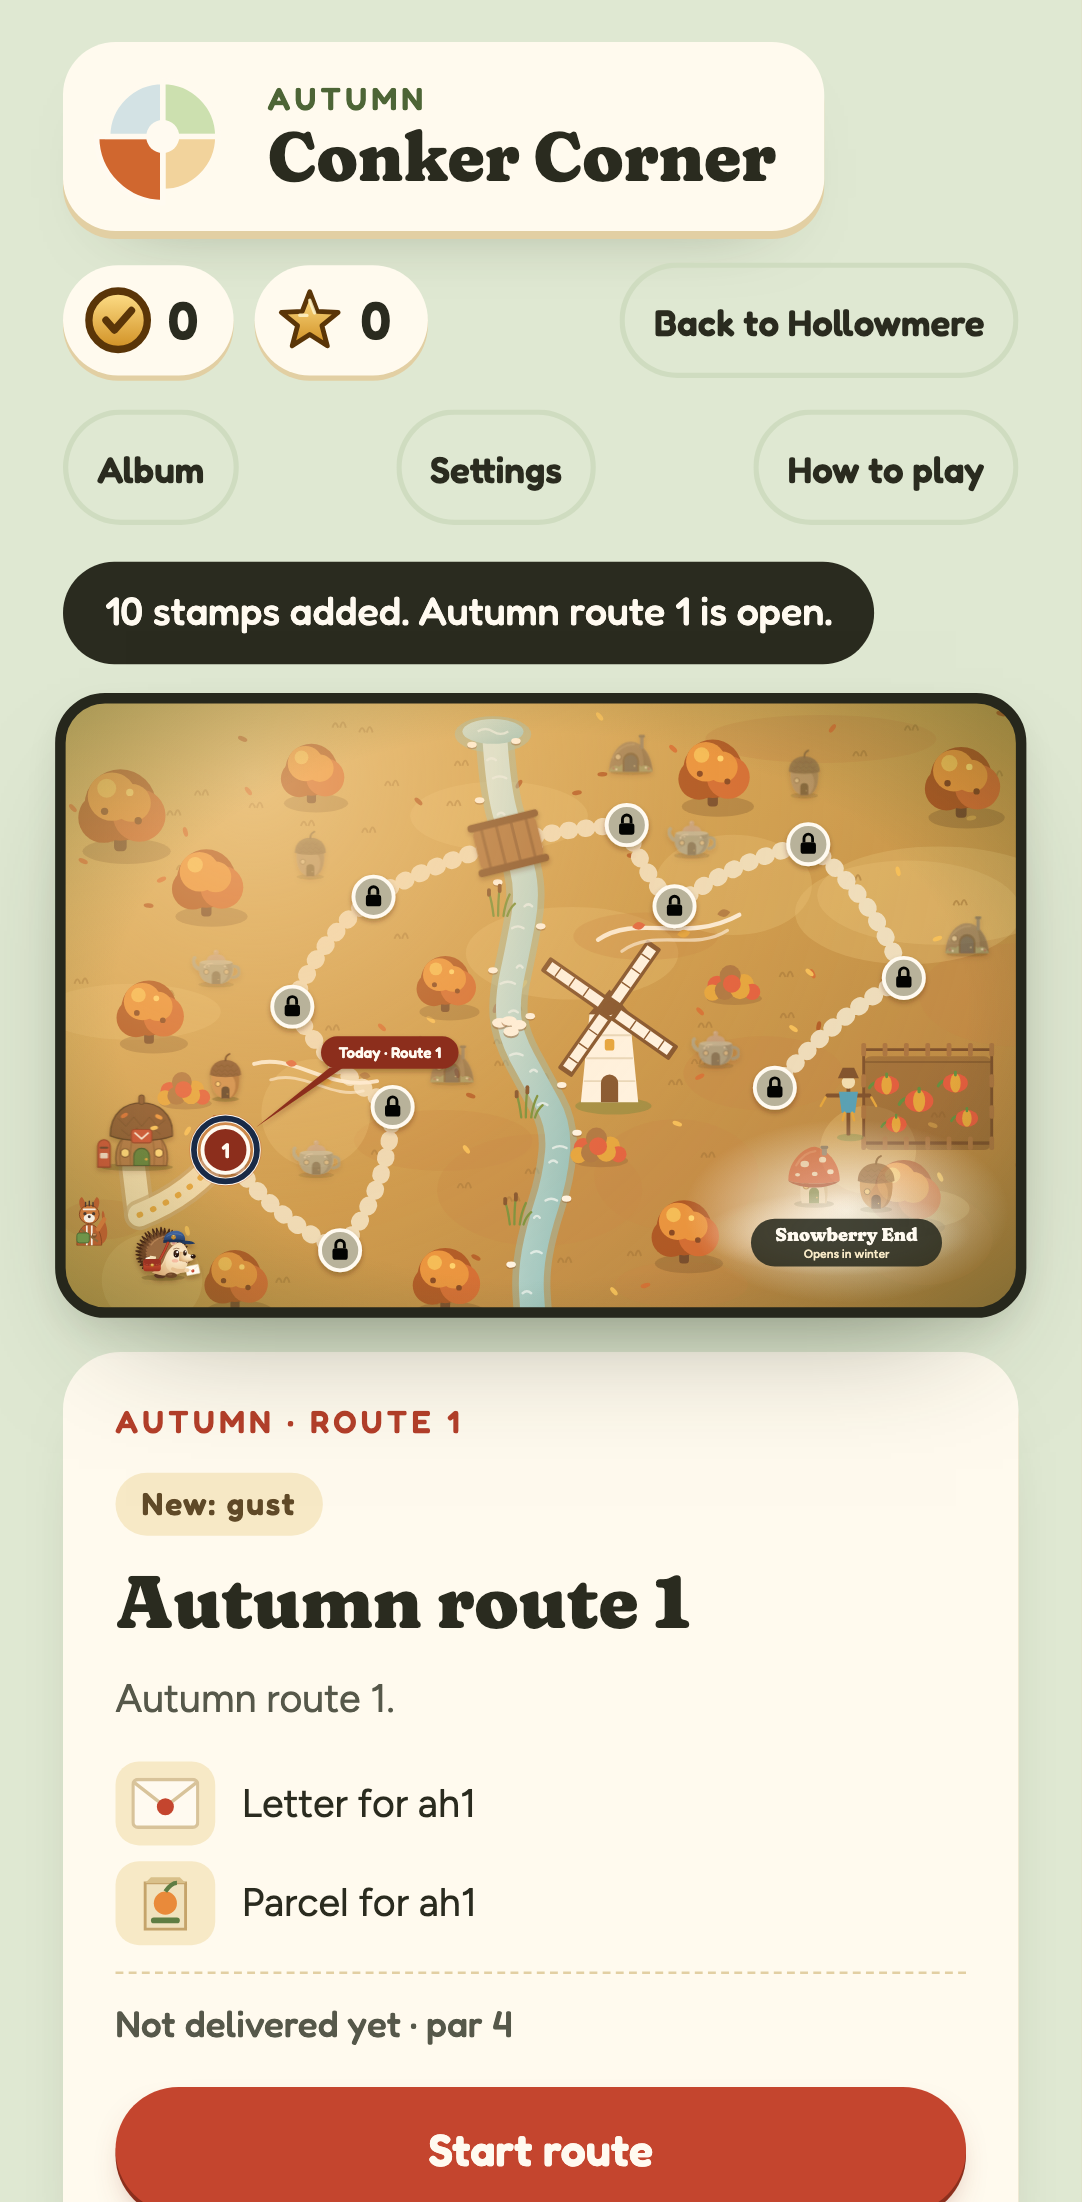 AUTUMN
Conker Corner
0
0
Back to Hollowmere
Album
Settings
How to play
10 stamps added. Autumn route 1 is open.
Today · Route 1
1
Snowberry End
Opens in winter
AUTUMN · ROUTE 1
New: gust
Autumn route 1
Autumn route 1.
Letter for ah1
Parcel for ah1
Not delivered yet · par 4
Start route